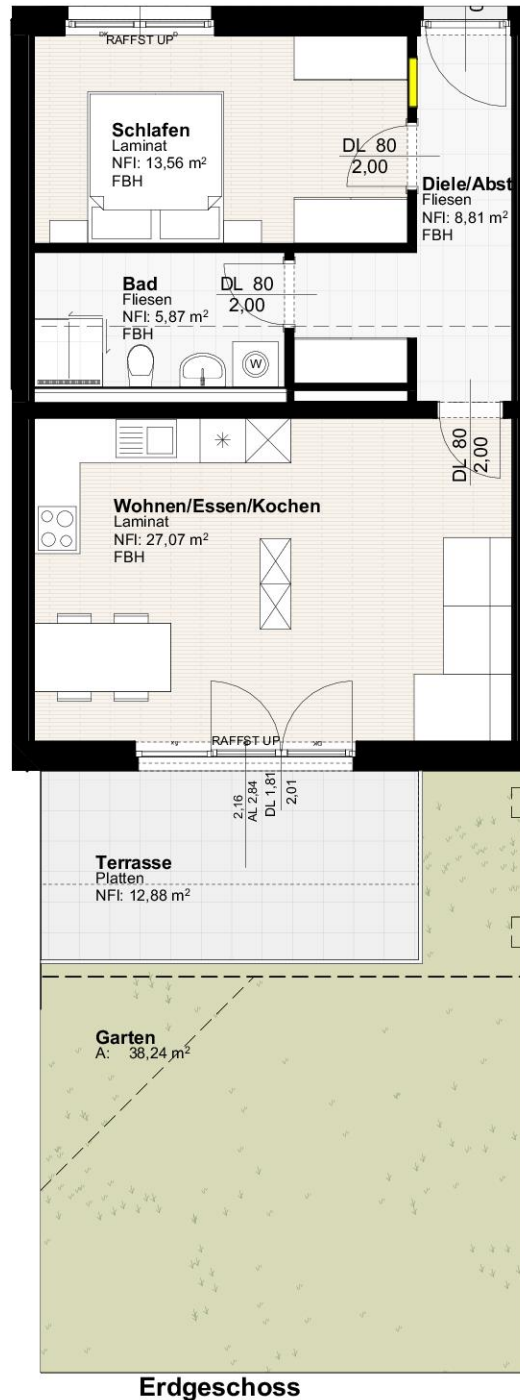 RAFFST UP
Schlafen
Laminat
NFl: 13,56 m²
FBH
DL 80
2,00
Diele/Abst
Fliesen
NFl: 8,81 m²
FBH
Bad
Fliesen
NFl: 5,87 m²
FBH
DL 80
2,00
W
DL 80
2,00
Wohnen/Essen/Kochen
Laminat
NFl: 27,07 m²
FBH
RAFFST UP
2,16
AL 2,84
DL 1,81
2,01
Terrasse
Platten
NFl: 12,88 m²
Garten
A: 38,24 m²
Erdgeschoss